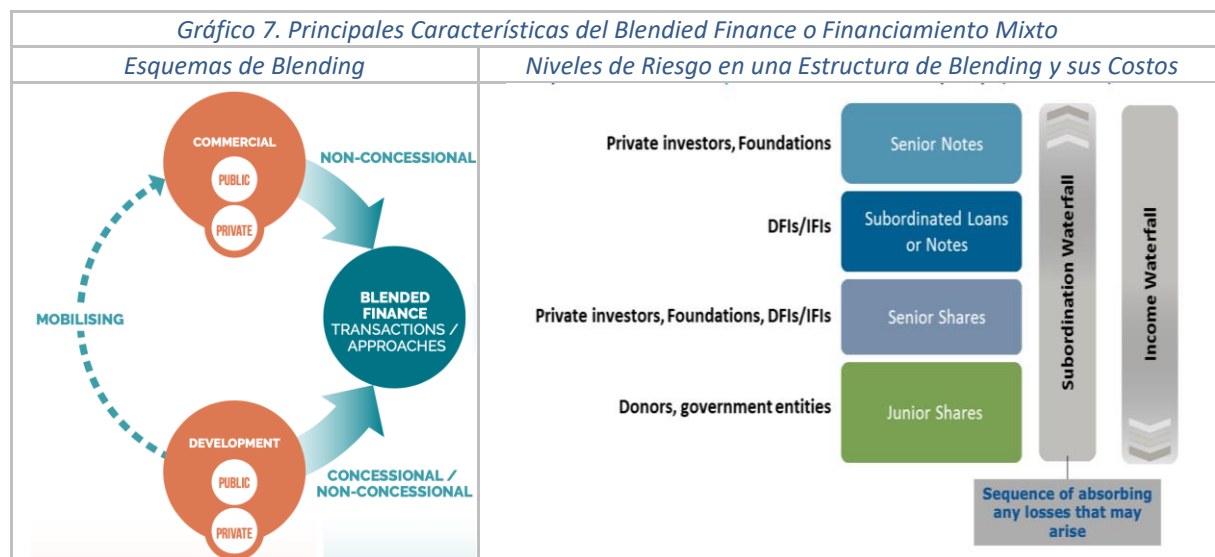 Gráfico 7. Principales Características del Blendied Finance o Financiamiento Mixto
Esquemas de Blending
Niveles de Riesgo en una Estructura de Blending y sus Costos
COMMERCIAL
PUBLIC
PRIVATE
NON-CONCESSIONAL
MOBILISING
BLENDED
FINANCE
TRANSACTIONS /
APPROACHES
DEVELOPMENT
PUBLIC
PRIVATE
CONCESSIONAL /
NON-CONCESSIONAL
Private investors, Foundations
Senior Notes
DFIs/IFIs
Subordinated Loans
or Notes
Private investors, Foundations, DFIs/IFIs
Senior Shares
Donors, government entities
Junior Shares
Subordination Waterfall
Income Waterfall
Sequence of absorbing
any losses that may
arise